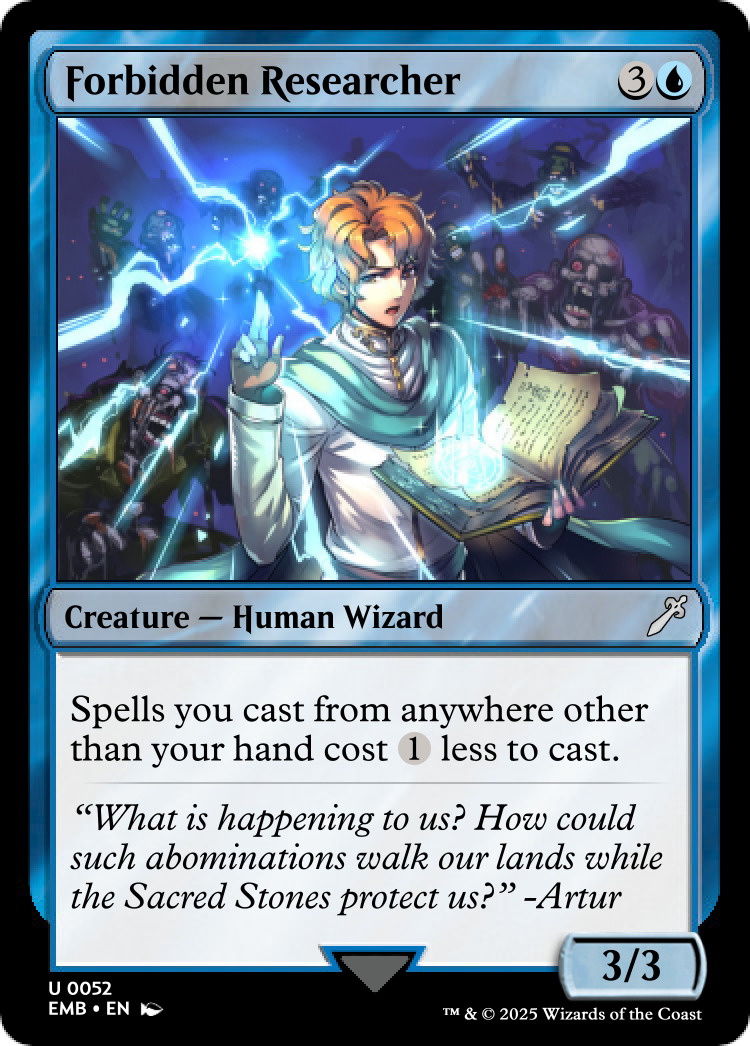 Forbidden Researcher 3
Creature — Human Wizard
Spells you cast from anywhere other
than your hand cost 1 less to cast.
“What is happening to us? How could
such abominations walk our lands while
the Sacred Stones protect us?” -Artur
3/3
U 0052
EMB • EN
™ & © 2025 Wizards of the Coast